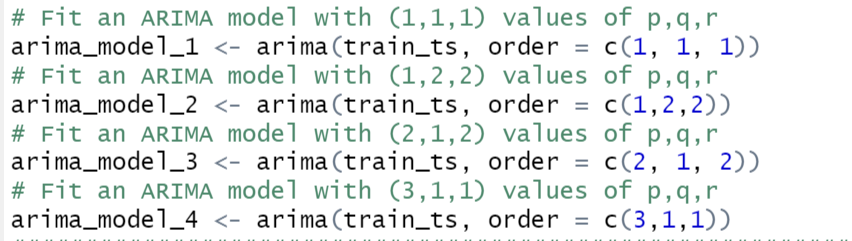 # Fit an ARIMA model with (1,1,1) values of p,q,r
arima_model_1 <- arima(train_ts, order = c(1, 1, 1))
# Fit an ARIMA model with (1,2,2) values of p,q,r
arima_model_2 <- arima(train_ts, order = c(1,2,2))
# Fit an ARIMA model with (2,1,2) values of p,q,r
arima_model_3 <- arima(train_ts, order = c(2, 1, 2))
# Fit an ARIMA model with (3,1,1) values of p,q,r
arima_model_4 <- arima(train_ts, order = c(3,1,1))